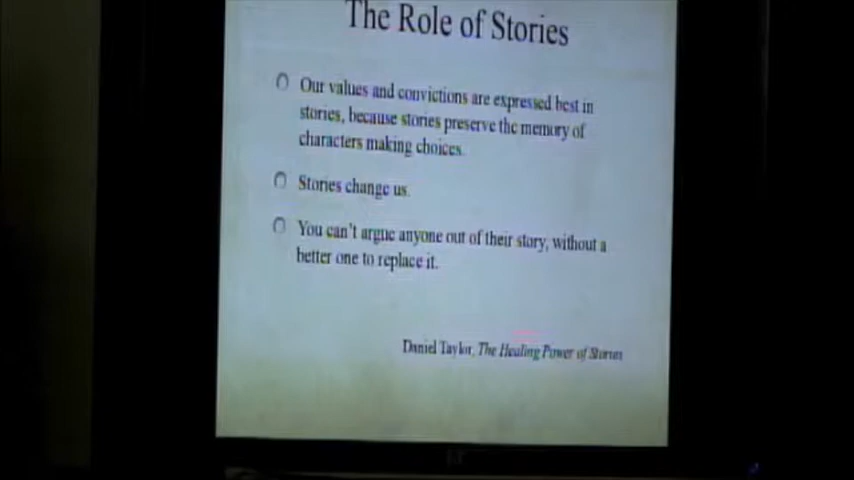 The Role of Stories
Our values and convictions are expressed best in
stories, because stories preserve the memory of
characters making choices.
Stories change us.
You can't argue anyone out of their story, without a
better one to replace it.
Daniel Taylor, The Healing Power of Stories